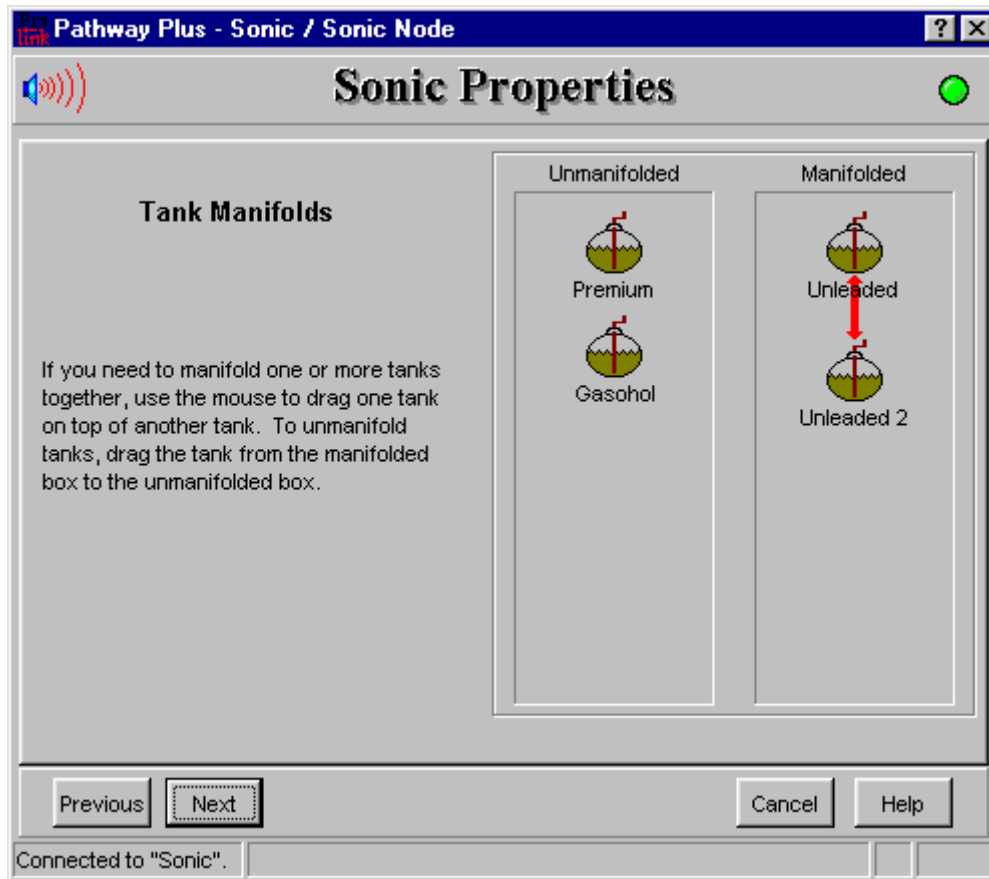 Pro
link
Pathway Plus - Sonic / Sonic Node
?
Sonic Properties
Tank Manifolds
If you need to manifold one or more tanks
together, use the mouse to drag one tank
on top of another tank.  To unmanifold
tanks, drag the tank from the manifolded
box to the unmanifolded box.
Unmanifolded
Premium
Gasohol
Manifolded
Unleaded
Unleaded 2
Previous
Next
Cancel
Help
Connected to "Sonic".